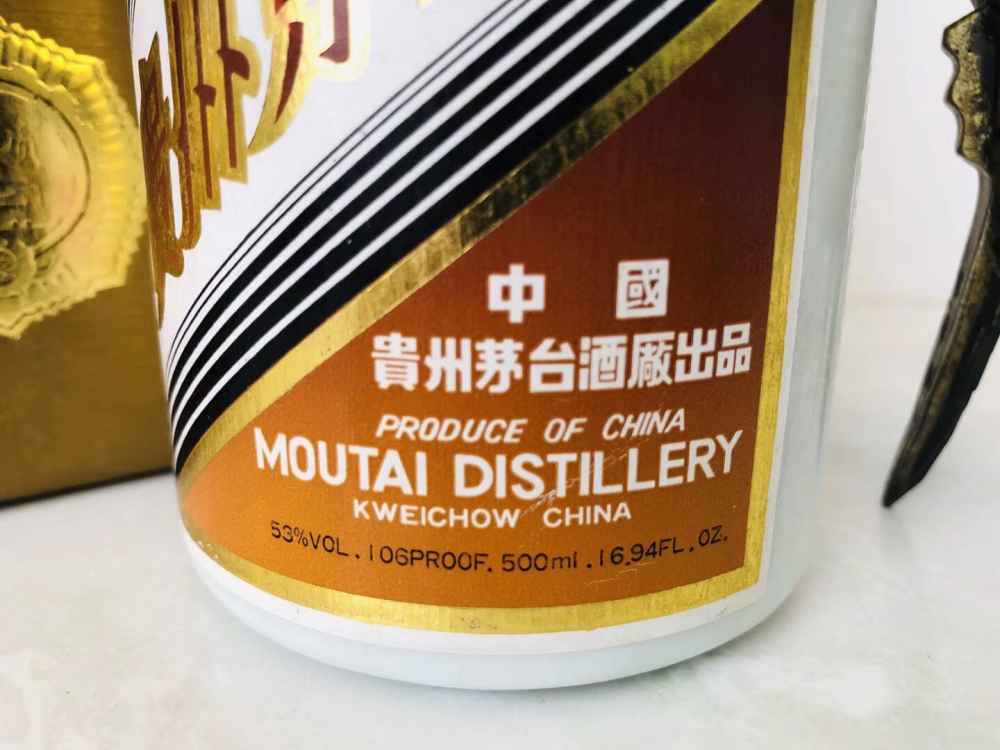 中國
貴州茅台酒廠出品
PRODUCE OF CHINA
MOUTAI DISTILLERY
KWEICHOW CHINA
53%VOL. 106PROOF. 500ml. 16.94FL. OZ.